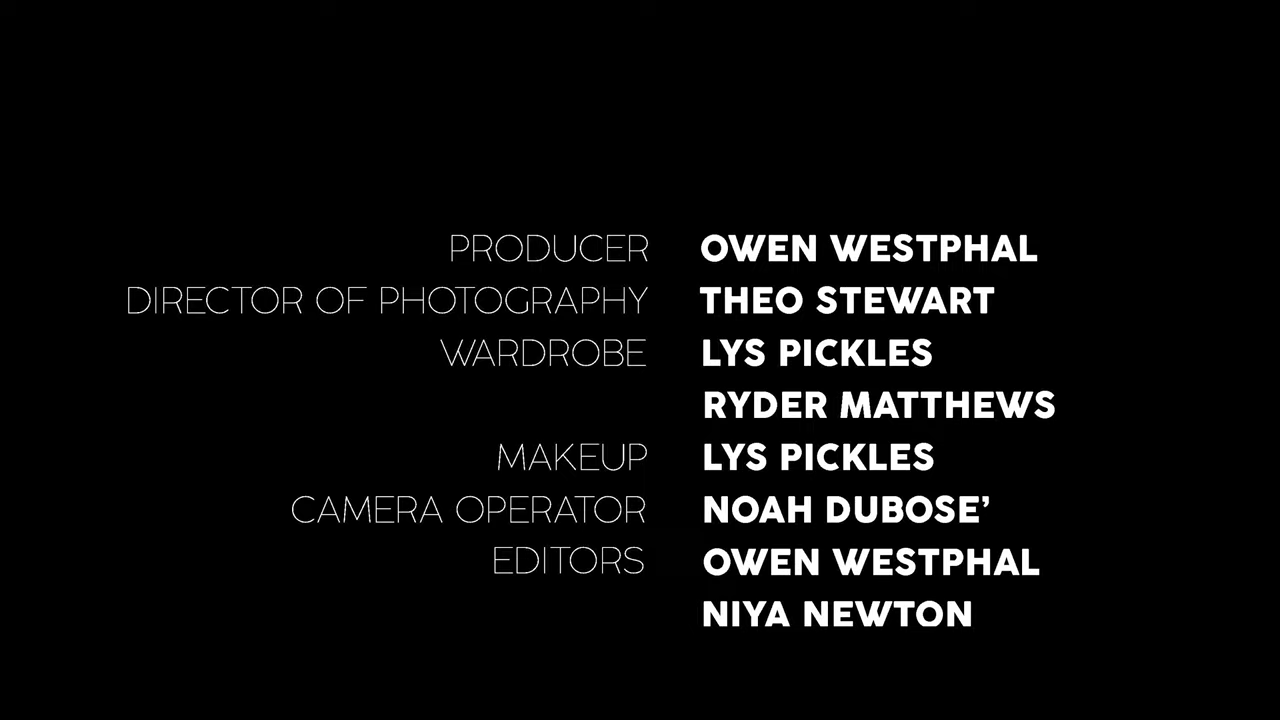 PRODUCER OWEN WESTPHAL
DIRECTOR OF PHOTOGRAPHY THEO STEWART
WARDROBE LYS PICKLES
RYDER MATTHEWS
MAKEUP LYS PICKLES
CAMERA OPERATOR NOAH DUBOSE’
EDITORS OWEN WESTPHAL
NIYA NEWTON